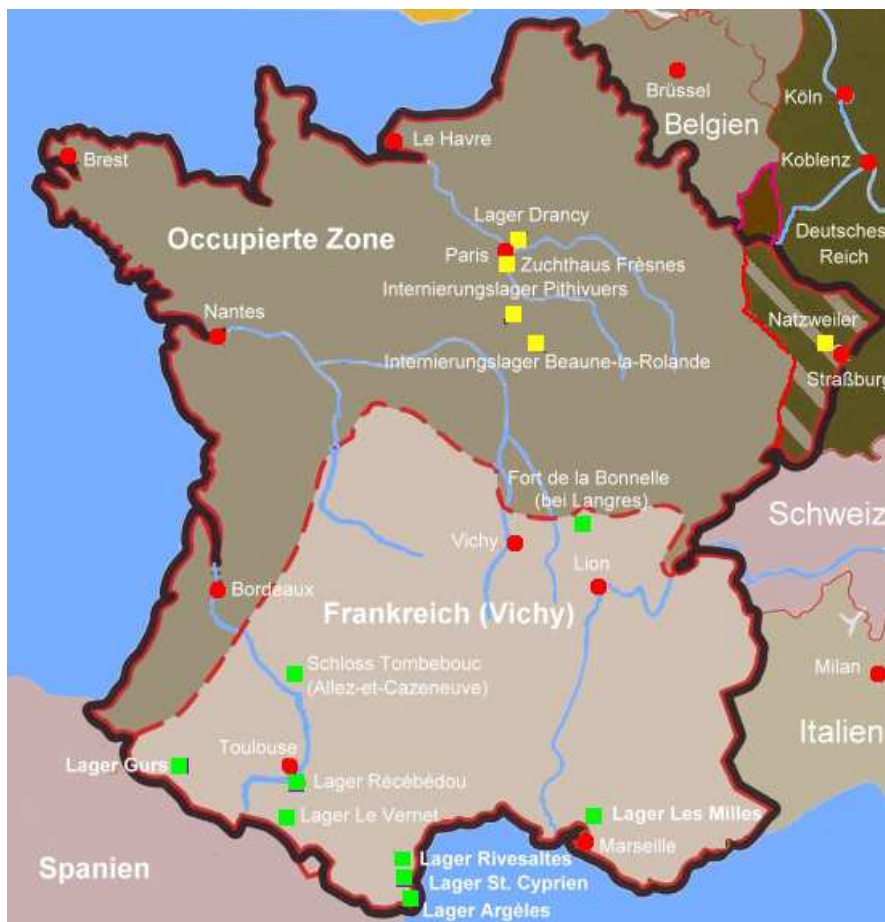 Brüssel
Köln
Belgien
Le Havre
Brest
Koblenz
Lager Drancy
Occupierte Zone
Deutsches
Reich
Paris
Zuchthaus Frèsnes
Internierungslager Pithivuers
Nantes
Natzweiler
Internierungslager Beaune-la-Rolande
Straßburg
Fort de la Bonnelle
(bei Langres)
Schweiz
Vichy
Lion
Bordeaux
Frankreich (Vichy)
Schloss Tombebouc
(Allez-et-Cazeneuve)
Milan
Italien
Toulouse
Lager Gurs
Lager Récébédou
Lager Le Vernet
Lager Les Milles
Marseille
Spanien
Lager Rivesaltes
Lager St. Cyprien
Lager Argèles